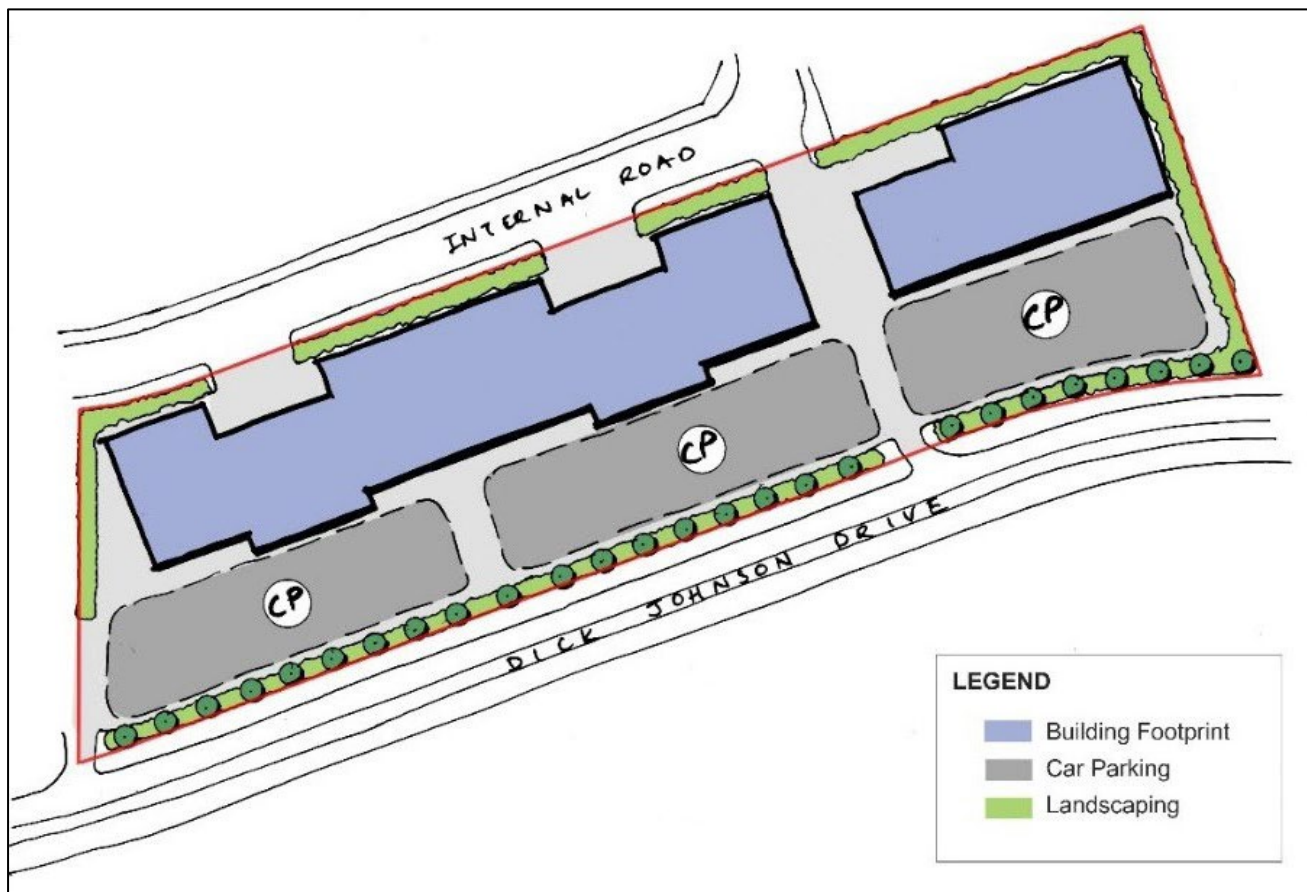 INTERNAL ROAD
CP
CP
CP
DICK JOHNSON DRIVE
LEGEND
Building Footprint
Car Parking
Landscaping